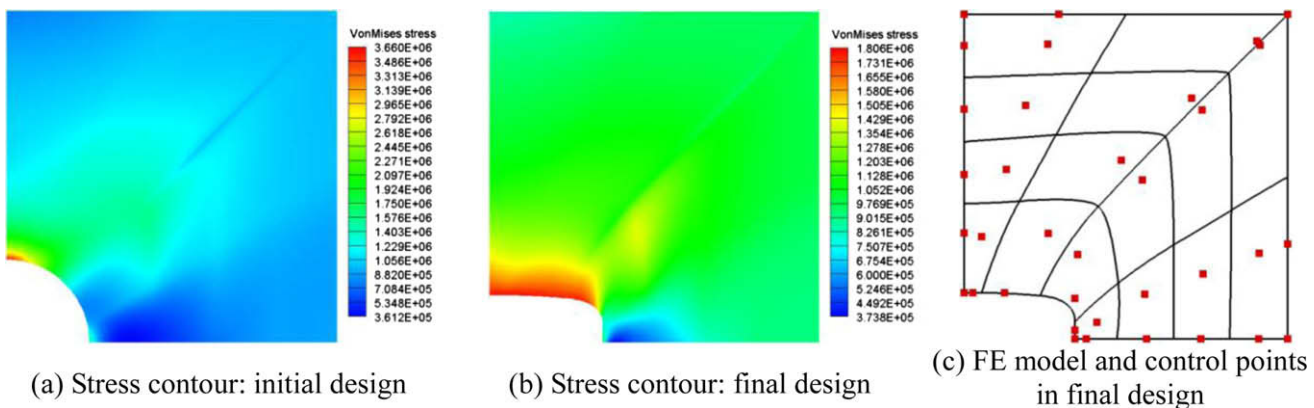 VonMises stress
3.660E+06
3.486E+06
3.313E+06
3.139E+06
2.965E+06
2.792E+06
2.618E+06
2.445E+06
2.271E+06
2.097E+06
1.924E+06
1.750E+06
1.576E+06
1.403E+06
1.229E+06
1.056E+06
8.820E+05
7.084E+05
5.348E+05
3.612E+05
(a) Stress contour: initial design
VonMises stress
1.806E+06
1.731E+06
1.655E+06
1.580E+06
1.505E+06
1.429E+06
1.354E+06
1.278E+06
1.203E+06
1.128E+06
1.052E+06
9.769E+05
9.015E+05
8.261E+05
7.507E+05
6.754E+05
6.000E+05
5.246E+05
4.492E+05
3.738E+05
(b) Stress contour: final design
(c) FE model and control points
in final design